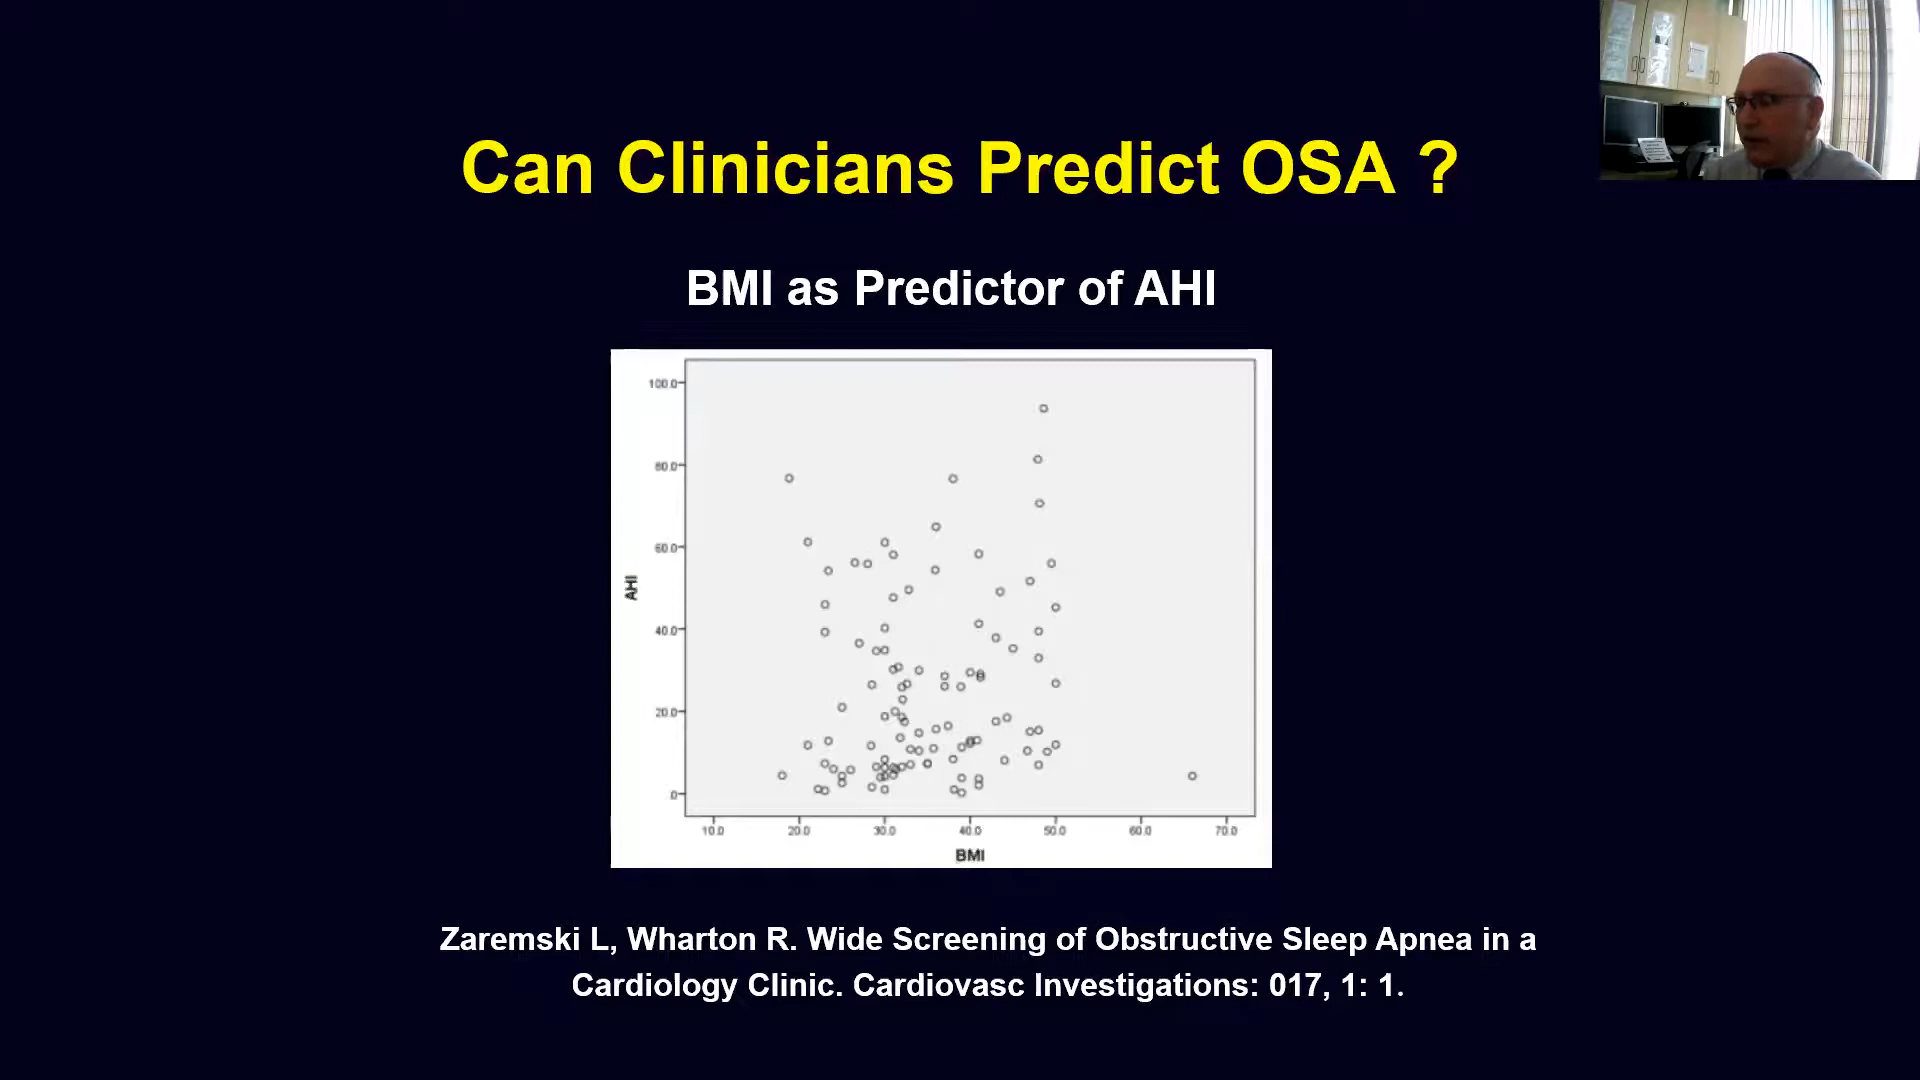 Can Clinicians Predict OSA ?
BMI as Predictor of AHI
100.0
80.0
60.0
40.0
20.0
0
AHI
10.0 20.0 30.0 40.0 50.0 60.0 70.0
BMI
Zaremski L, Wharton R. Wide Screening of Obstructive Sleep Apnea in a
Cardiology Clinic. Cardiovasc Investigations: 017, 1: 1.